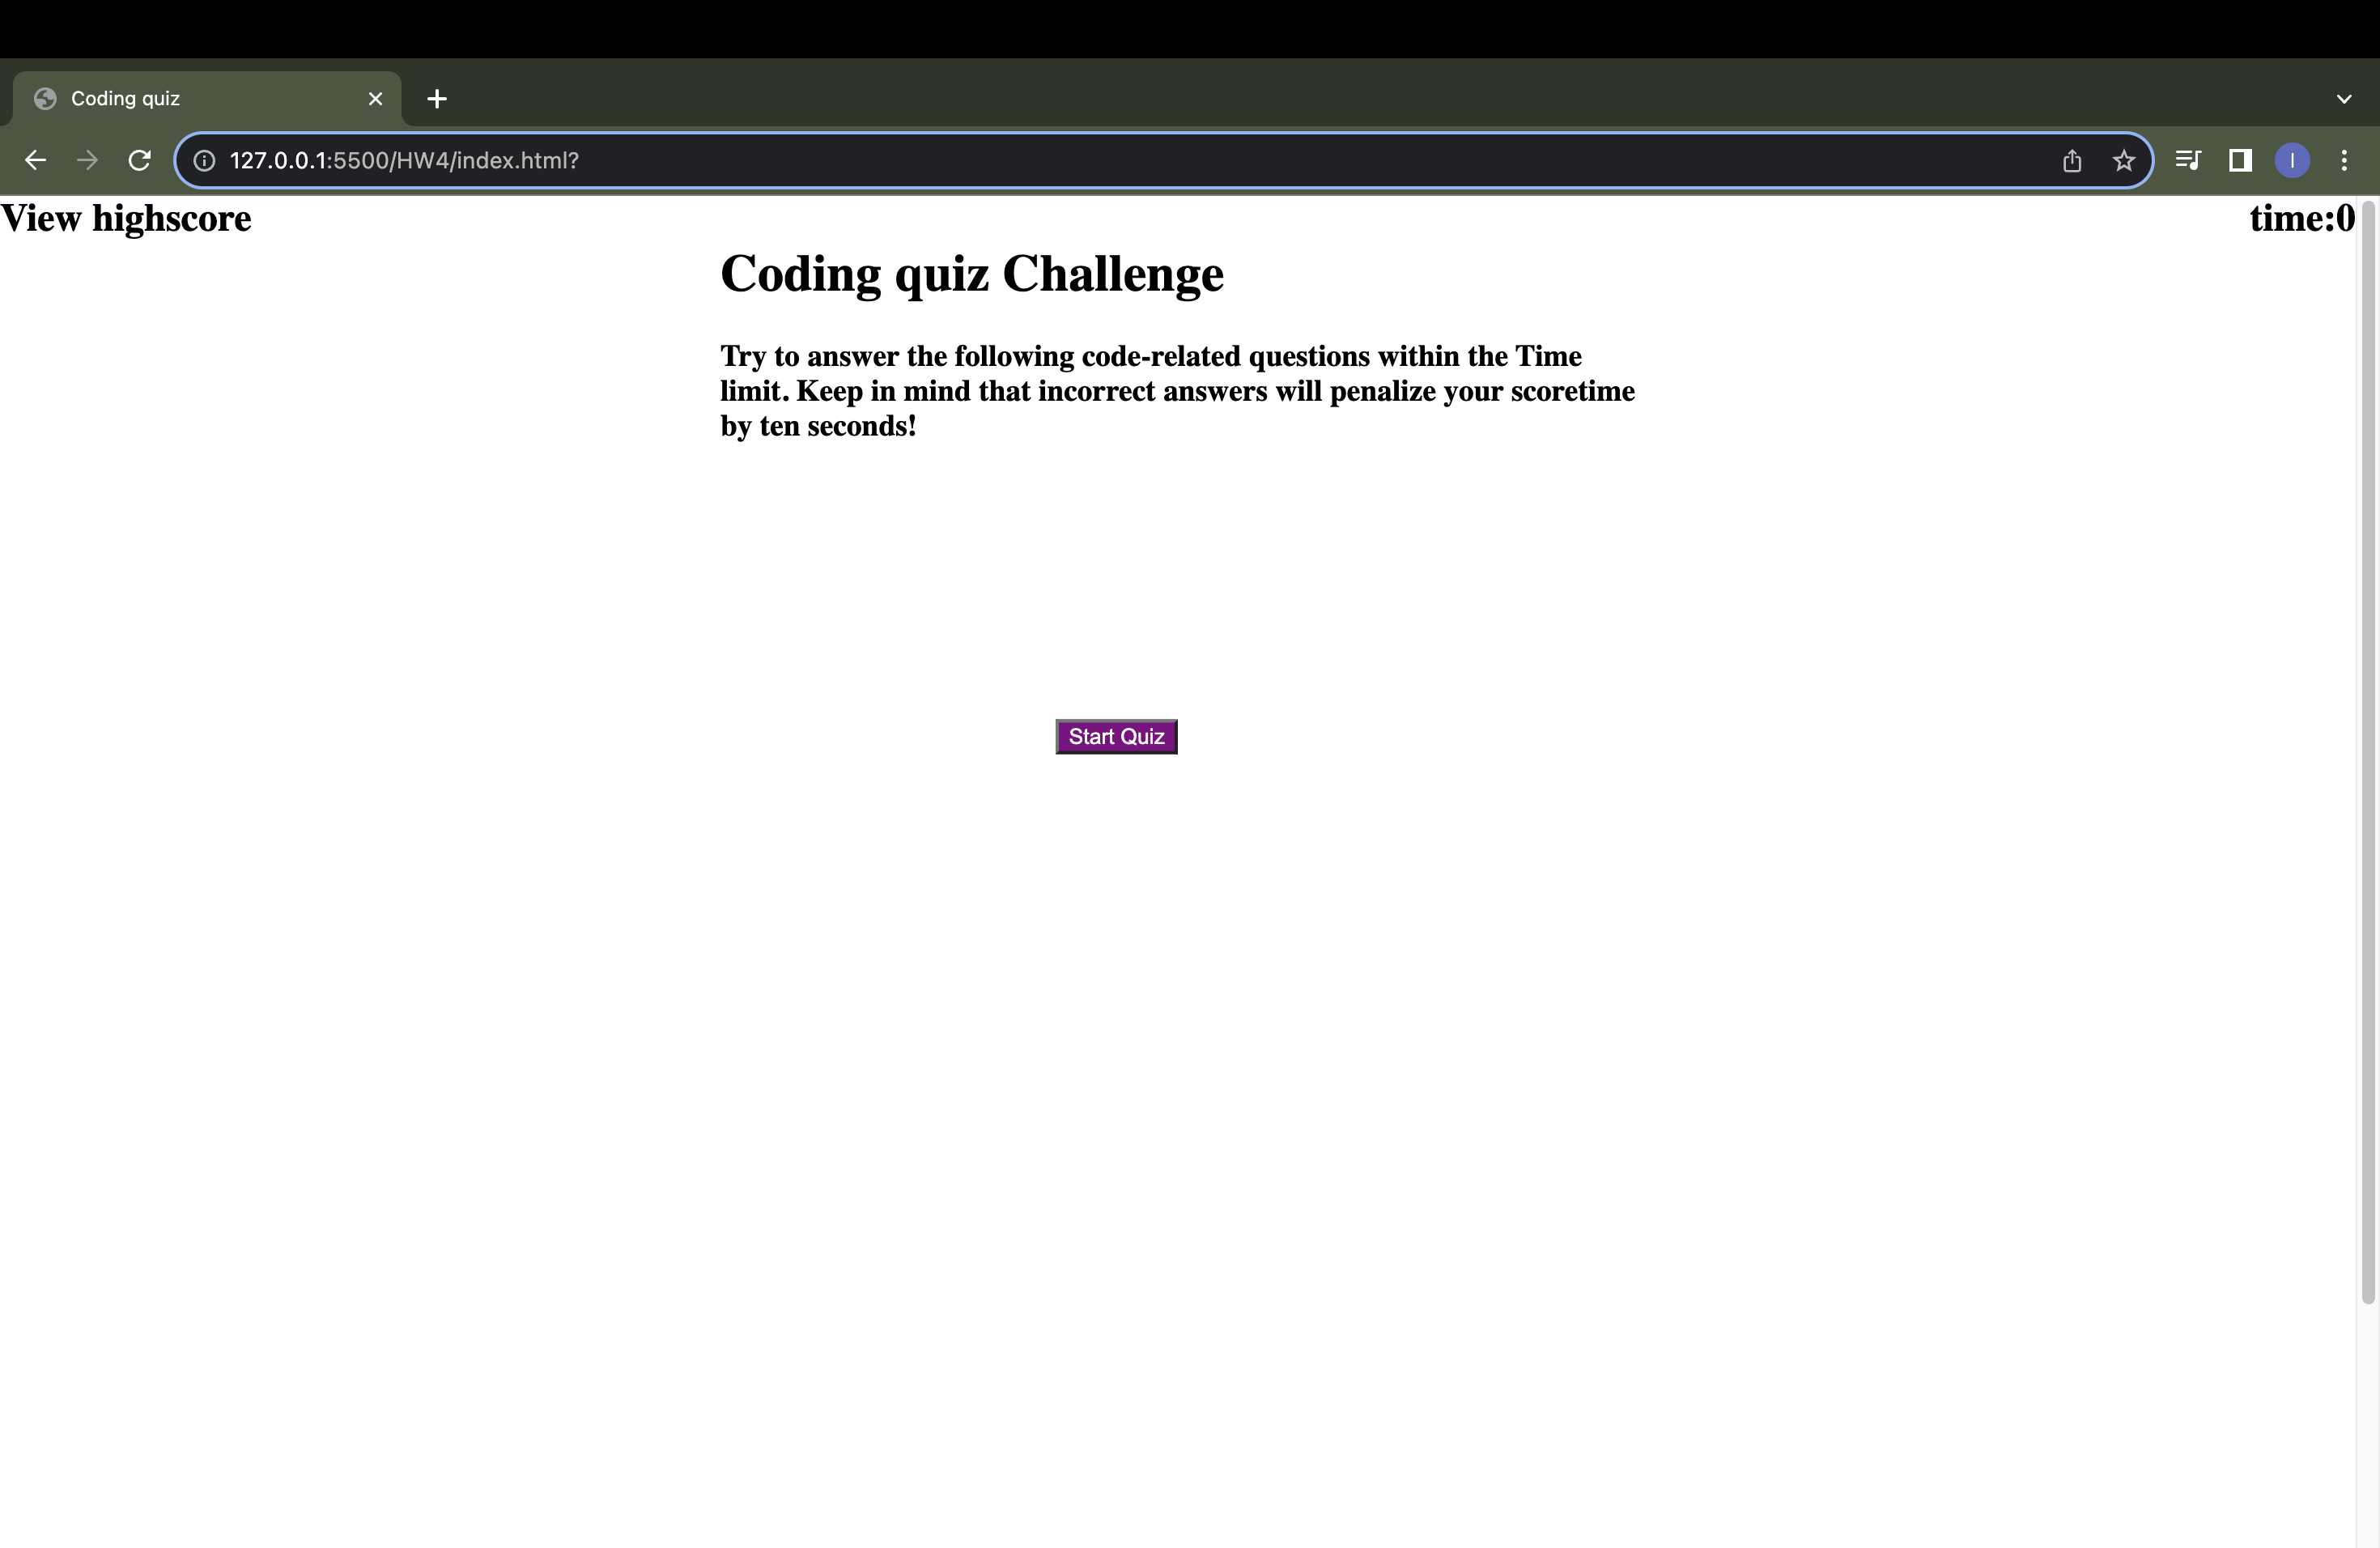 Coding quiz
127.0.0.1:5500/HW4/index.html?
I
View highscore
time:0
Coding quiz Challenge
Try to answer the following code-related questions within the Time
limit. Keep in mind that incorrect answers will penalize your scoretime
by ten seconds!
Start Quiz